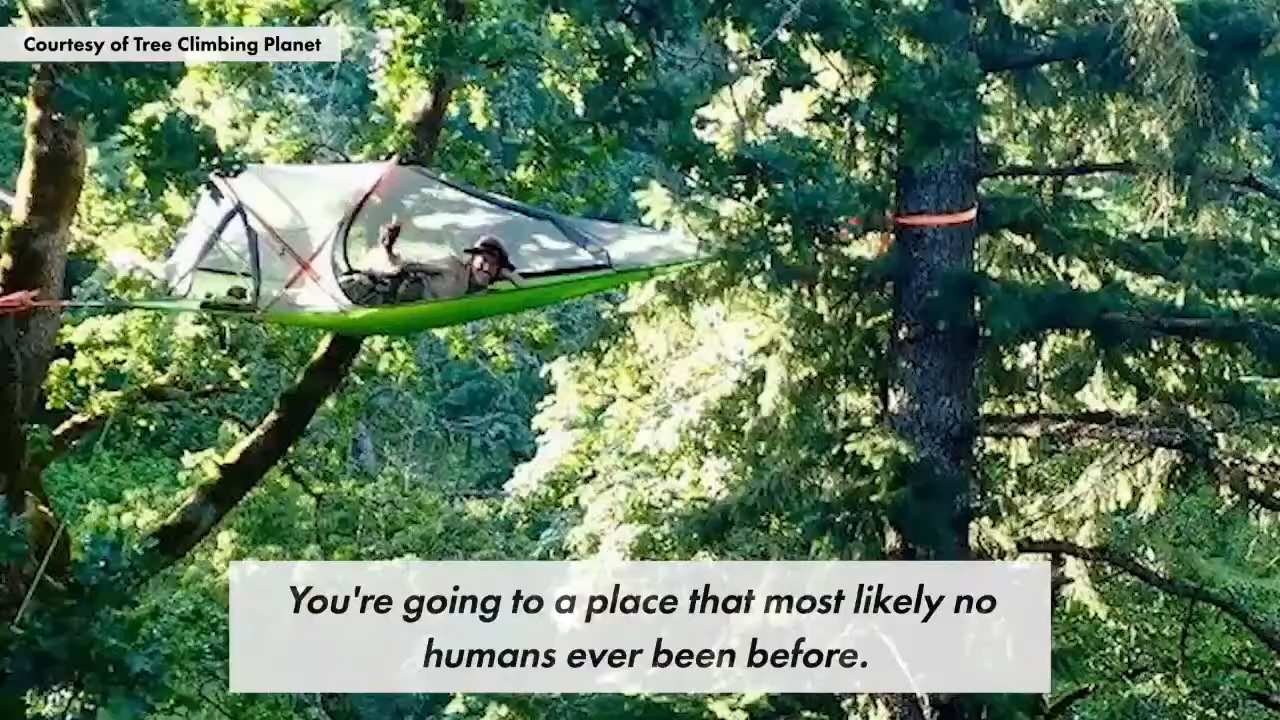 Courtesy of Tree Climbing Planet
You're going to a place that most likely no
humans ever been before.